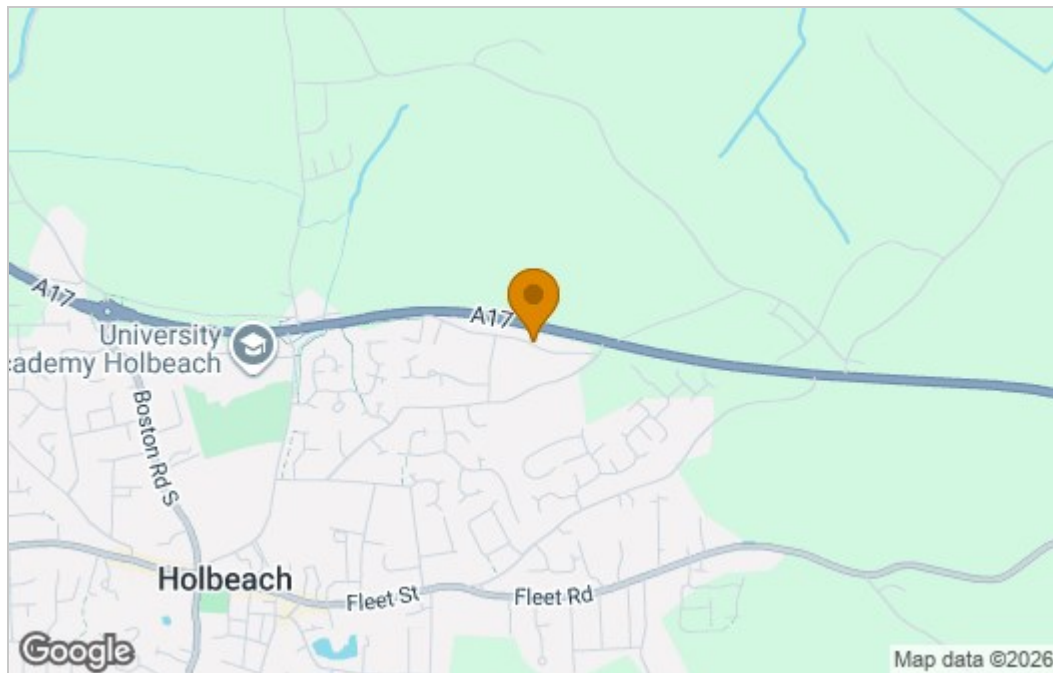 A17
A17
University
cademy Holbeach
Boston Rd S
Holbeach
Fleet St
Fleet Rd
Google
Map data ©2026